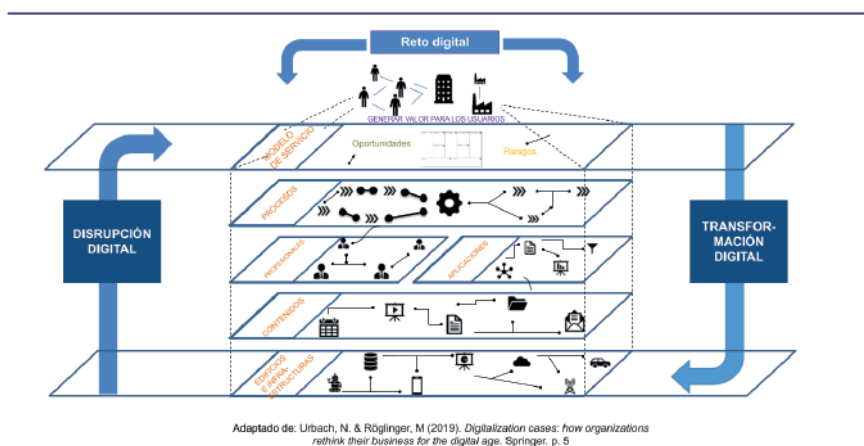 Reto digital
GENERAR VALOR PARA LOS USUARIOS
MODELO
DE SERVICIO
Oportunidades
Riesgos
PROCESOS
DISRUPCIÓN
DIGITAL
TRANSFOR-
MACIÓN
DIGITAL
PROFESIONALES
APLICACIONES
CONTENIDOS
EDIFICIOS
E INFRA-
ESTRUCTURAS
Adaptado de: Urbach, N. & Röglinger, M (2019). Digitalization cases: how organizations
rethink their business for the digital age. Springer. p. 5